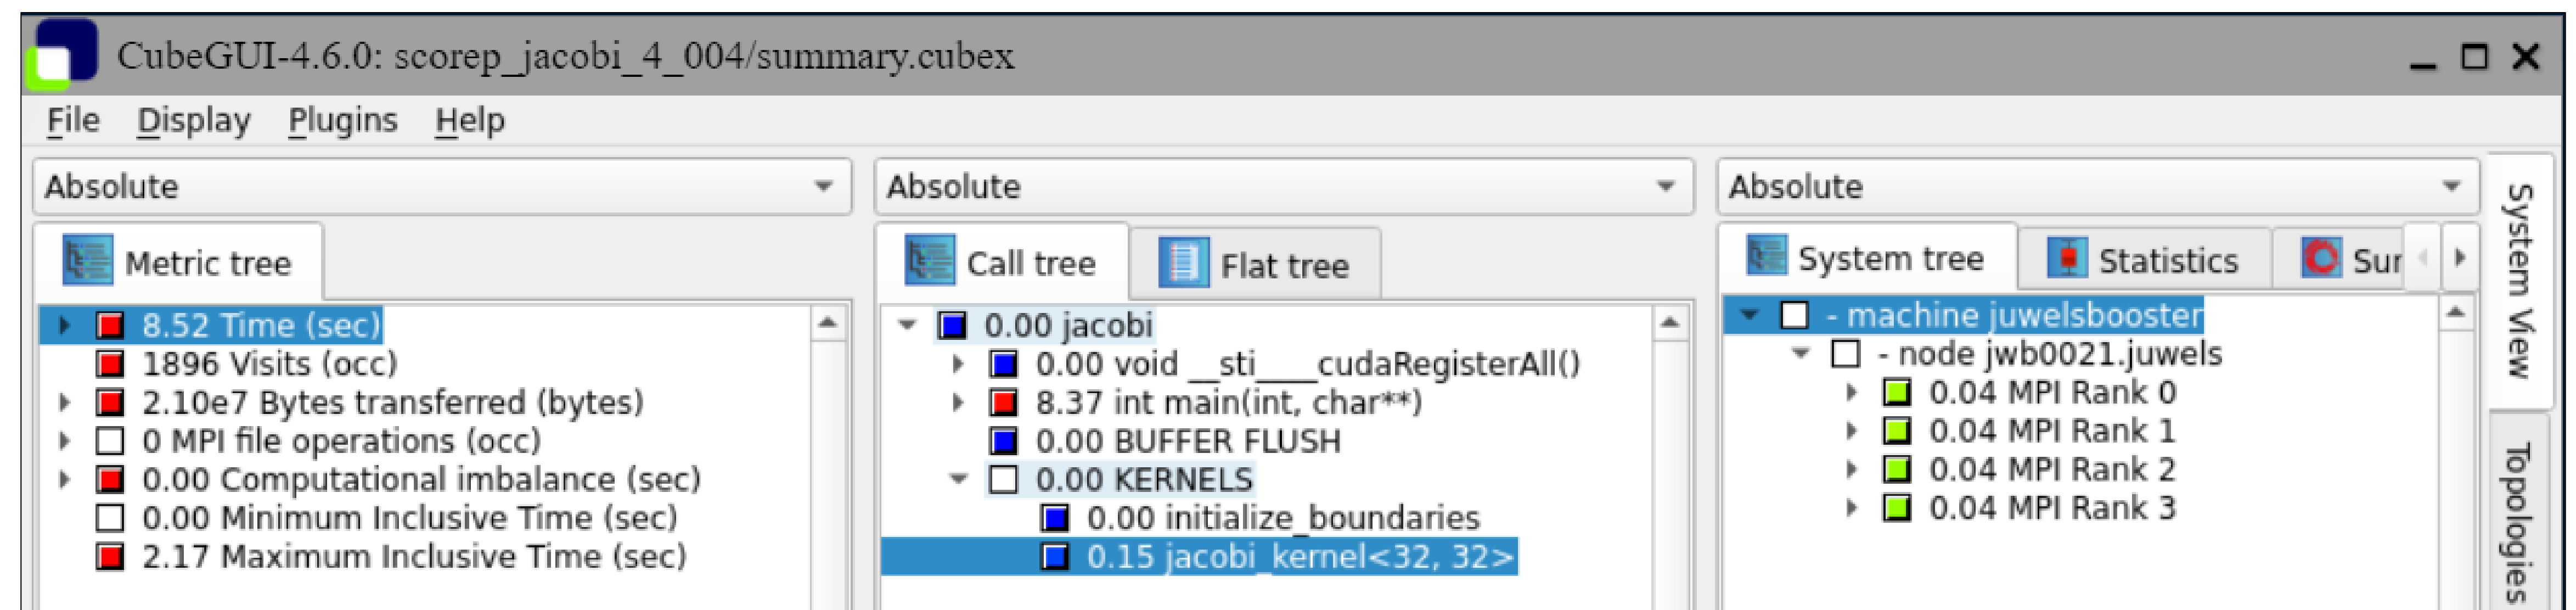 CubeGUI-4.6.0: scorep_jacobi_4_004/summary.cubex
File Display Plugins Help
Absolute
Metric tree
8.52 Time (sec)
1896 Visits (occ)
2.10e7 Bytes transferred (bytes)
0 MPI file operations (occ)
0.00 Computational imbalance (sec)
0.00 Minimum Inclusive Time (sec)
2.17 Maximum Inclusive Time (sec)
Absolute
Call tree Flat tree
0.00 jacobi
0.00 void __sti____cudaRegisterAll()
8.37 int main(int, char**)
0.00 BUFFER FLUSH
0.00 KERNELS
0.00 initialize_boundaries
0.15 jacobi_kernel<32, 32>
Absolute
System tree Statistics Sur
- machine juwelsbooster
- node jwb0021.juwels
0.04 MPI Rank 0
0.04 MPI Rank 1
0.04 MPI Rank 2
0.04 MPI Rank 3
System View
Topologies